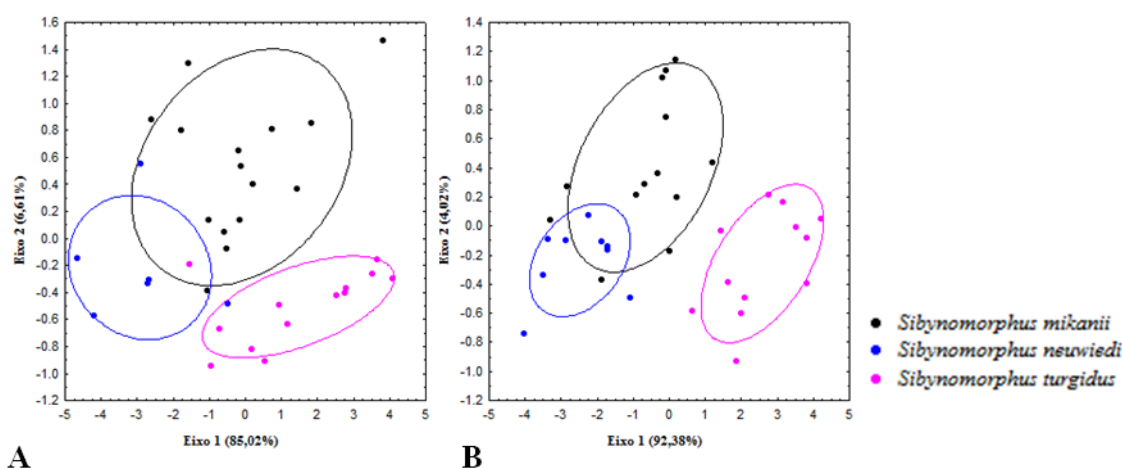 1.6
1.4
1.2
1.0
0.8
0.6
0.4
0.2
0.0
-0.2
-0.4
-0.6
-0.8
-1.0
-1.2
Eixo 2 (6,61%)
-5 -4 -3 -2 -1 0 1 2 3 4 5
Eixo 1 (85,02%)
A
1.4
1.2
1.0
0.8
0.6
0.4
0.2
0.0
-0.2
-0.4
-0.6
-0.8
-1.0
-1.2
Eixo 2 (4,02%)
-5 -4 -3 -2 -1 0 1 2 3 4 5
Eixo 1 (92,38%)
B
Sibynomorphus mikanii
Sibynomorphus neuwiedi
Sibynomorphus turgidus